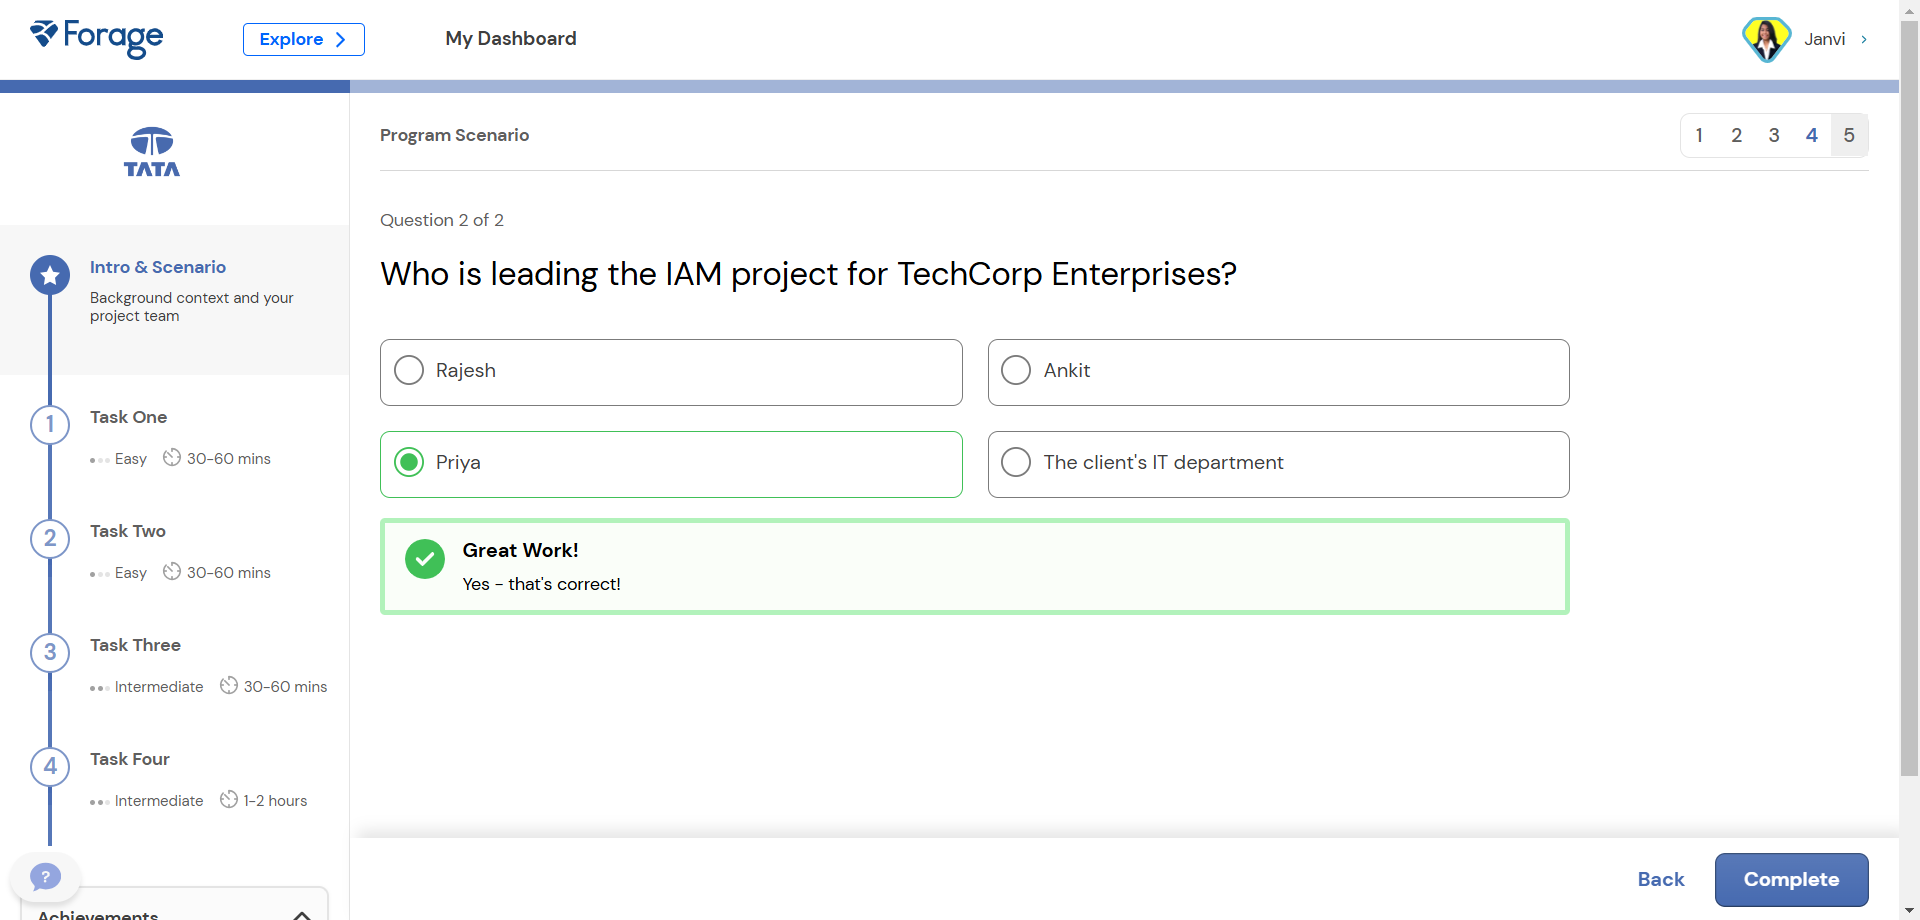 Forage
Explore
My Dashboard
Janvi
TATA
Program Scenario
1 2 3 4 5
Intro & Scenario
Background context and your
project team
Task One
Easy 30-60 mins
Task Two
Easy 30-60 mins
Task Three
Intermediate 30-60 mins
Task Four
Intermediate 1-2 hours
1
2
3
4
?
Achievements
Question 2 of 2
Who is leading the IAM project for TechCorp Enterprises?
Rajesh
Ankit
Priya
The client's IT department
Great Work!
Yes - that's correct!
Back
Complete